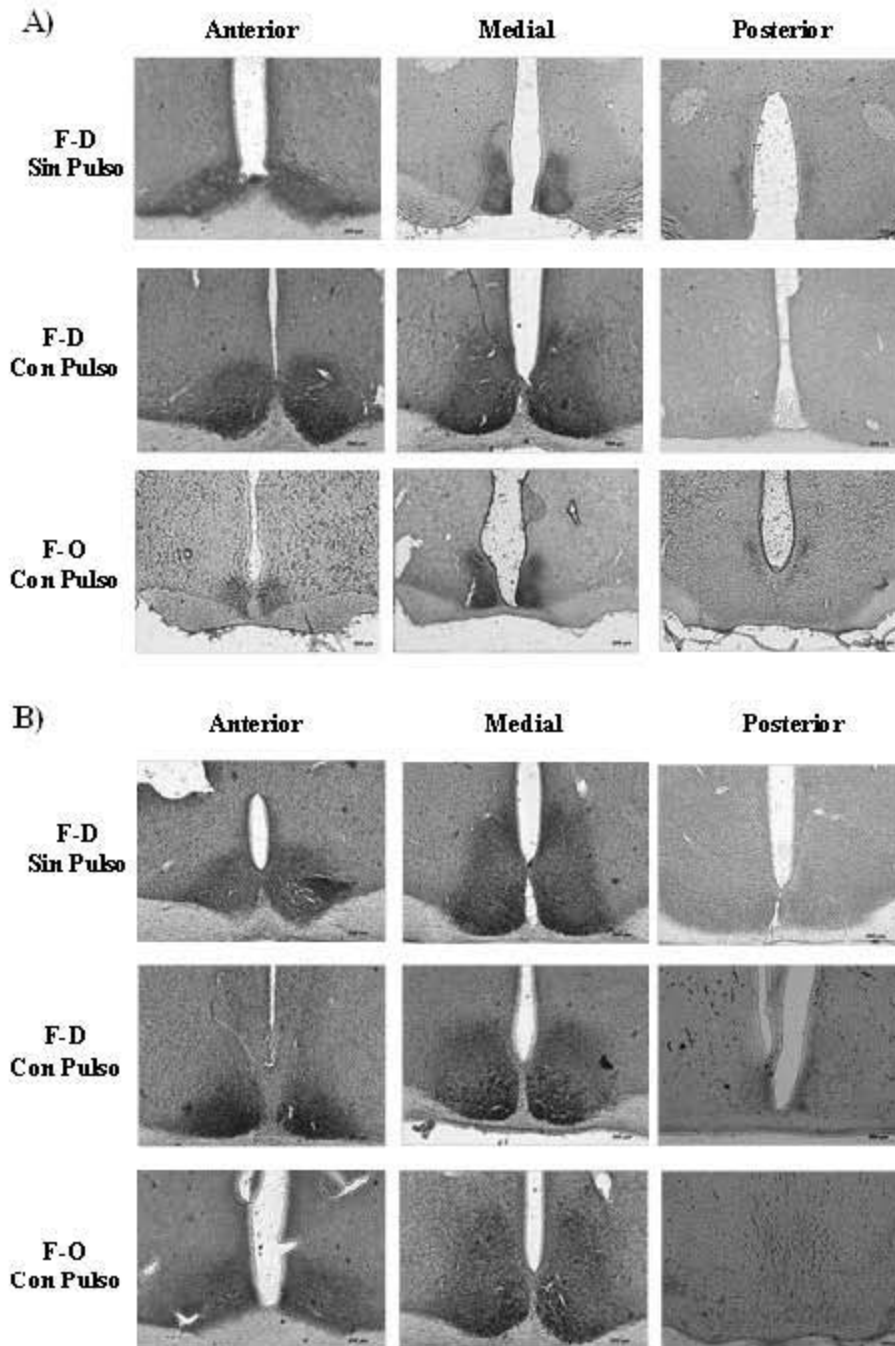 A)
Anterior Medial Posterior
F-D
Sin Pulso
F-D
Con Pulso
F-O
Con Pulso
B)
Anterior Medial Posterior
F-D
Sin Pulso
F-D
Con Pulso
F-O
Con Pulso